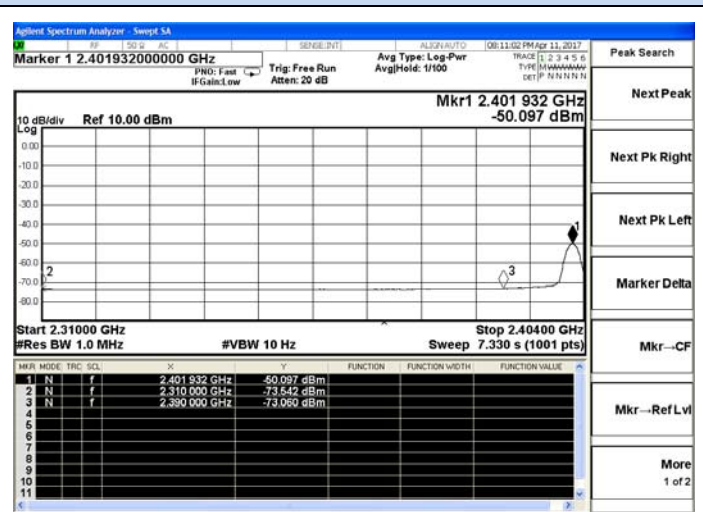 Agilent Spectrum Analyzer - Swept SA
RF 50 Ω AC SENSE:INT ALIGN AUTO 08:11:02 PM Apr 11, 2017
Marker 1 2.401932000000 GHz
PNO: Fast
IFGain:Low
Trig: Free Run
Atten: 20 dB
Avg Type: Log-Pwr
Avg|Hold: 1/100
TRACE 1 2 3 4 5 6
TYPE
DET P N N N N N
Mkr1 2.401 932 GHz
-50.097 dBm
10 dB/div Ref 10.00 dBm
Log
0.00
-10.0
-20.0
-30.0
-40.0
-50.0
-60.0
-70.0
-80.0
1
2
3
Start 2.31000 GHz Stop 2.40400 GHz
#Res BW 1.0 MHz #VBW 10 Hz Sweep 7.330 s (1001 pts)
MKR MODE TRC SCL X Y FUNCTION FUNCTION WIDTH FUNCTION VALUE
1 N f 2.401 932 GHz -50.097 dBm
2 N f 2.310 000 GHz -73.542 dBm
3 N f 2.390 000 GHz -73.060 dBm
4
5
6
7
8
9
10
11
Peak Search
Next Peak
Next Pk Right
Next Pk Left
Marker Delta
Mkr→CF
Mkr→Ref Lvl
More
1 of 2